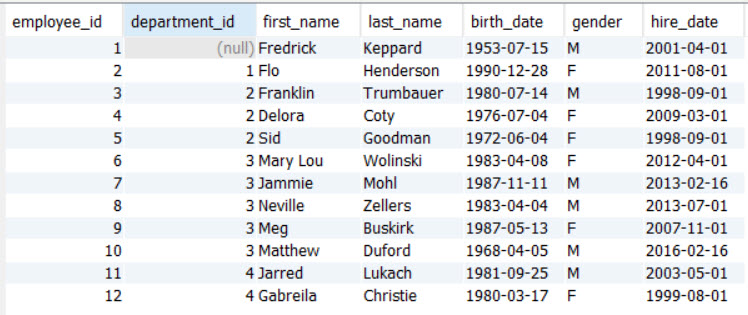 employee_id department_id first_name last_name birth_date gender hire_date
1 (null) Fredrick Keppard 1953-07-15 M 2001-04-01
2 1 Flo Henderson 1990-12-28 F 2011-08-01
3 2 Franklin Trumbauer 1980-07-14 M 1998-09-01
4 2 Delora Coty 1976-07-04 F 2009-03-01
5 2 Sid Goodman 1972-06-04 F 1998-09-01
6 3 Mary Lou Wolinski 1983-04-08 F 2012-04-01
7 3 Jammie Mohl 1987-11-11 M 2013-02-16
8 3 Neville Zellers 1983-04-04 M 2013-07-01
9 3 Meg Buskirk 1987-05-13 F 2007-11-01
10 3 Matthew Duford 1968-04-05 M 2016-02-16
11 4 Jarred Lukach 1981-09-25 M 2003-05-01
12 4 Gabreila Christie 1980-03-17 F 1999-08-01